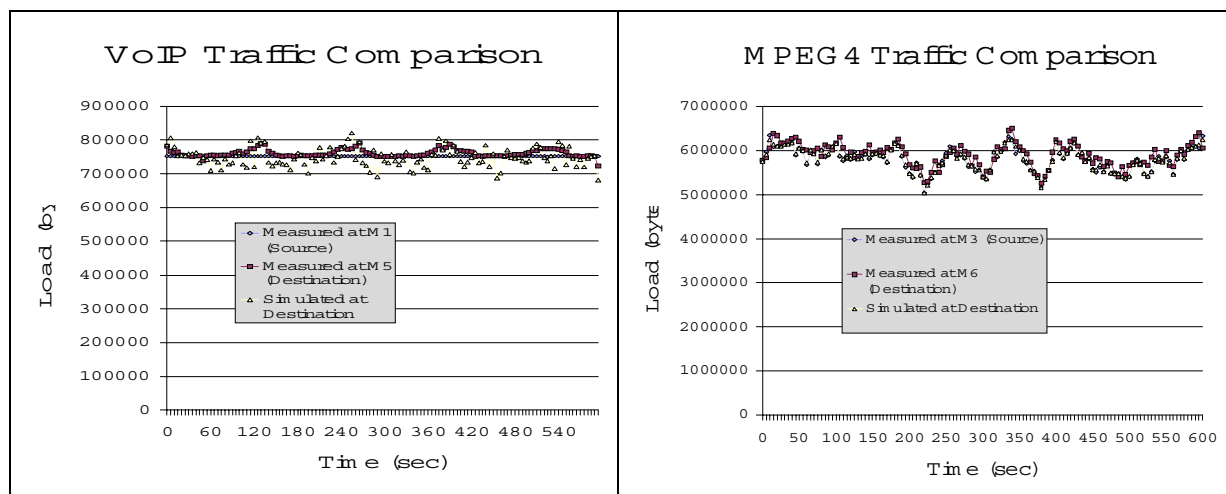 VoIP Traffic Comparison
900000
800000
700000
600000
500000
400000
300000
200000
100000
0
Load (by
Measured at M1
(Source)
Measured at M5
(Destination)
Simulated at
Destination
0 60 120 180 240 300 360 420 480 540
Time (sec)
MPEG4 Traffic Comparison
7000000
6000000
5000000
4000000
3000000
2000000
1000000
0
Load (byte
Measured at M3 (Source)
Measured at M6
(Destination)
Simulated at Destination
0 50 100 150 200 250 300 350 400 450 500 550 600
Time (sec)